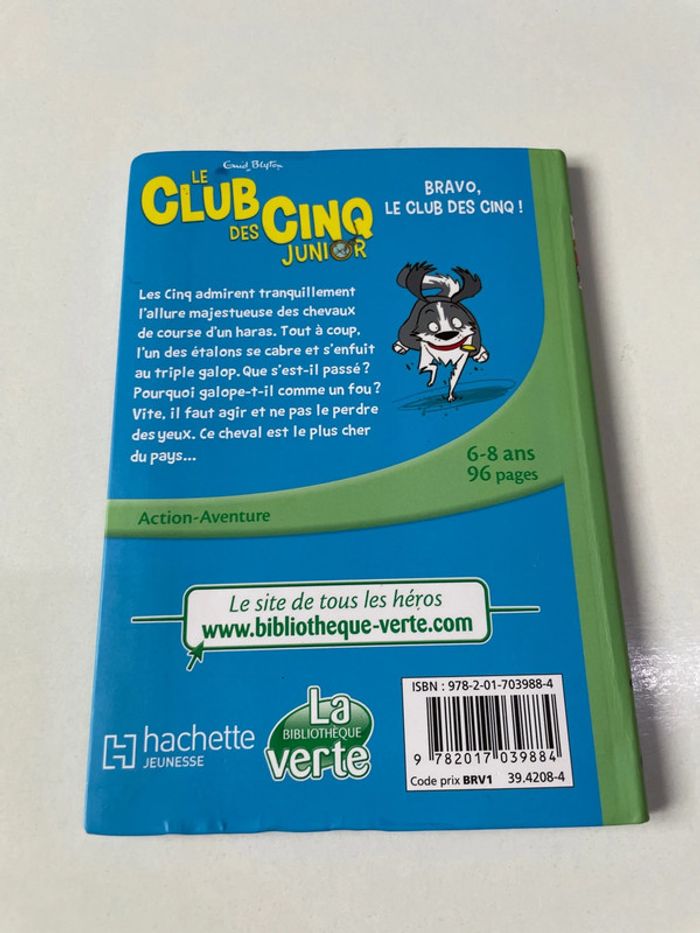 Enid Blyton
LE
CLUB
DES CINQ
JUNIOR
BRAVO,
LE CLUB DES CINQ !
Les Cinq admirent tranquillement
l'allure majestueuse des chevaux
de course d'un haras. Tout à coup,
l'un des étalons se cabre et s'enfuit
au triple galop. Que s'est-il passé ?
Pourquoi galope-t-il comme un fou ?
Vite, il faut agir et ne pas le perdre
des yeux. Ce cheval est le plus cher
du pays...
6-8 ans
96 pages
Action-Aventure
Le site de tous les héros
www.bibliotheque-verte.com
hachette
JEUNESSE
La
BIBLIOTHÈQUE
verte
ISBN : 978-2-01-703988-4
9 782017 039884
Code prix BRV1 39.4208-4